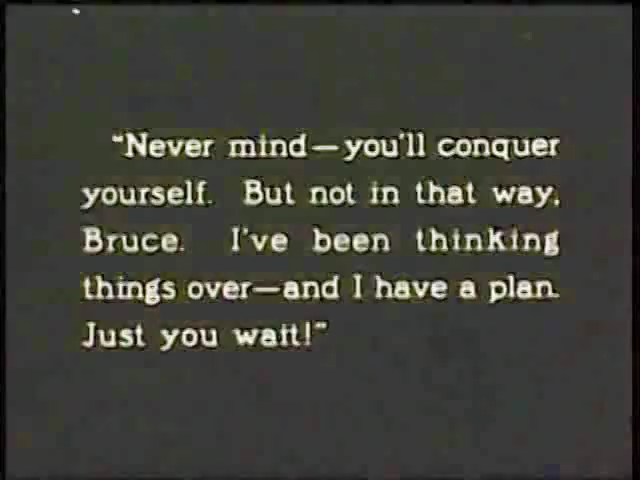 "Never mind—you'll conquer
yourself. But not in that way,
Bruce. I've been thinking
things over—and I have a plan.
Just you wait!"